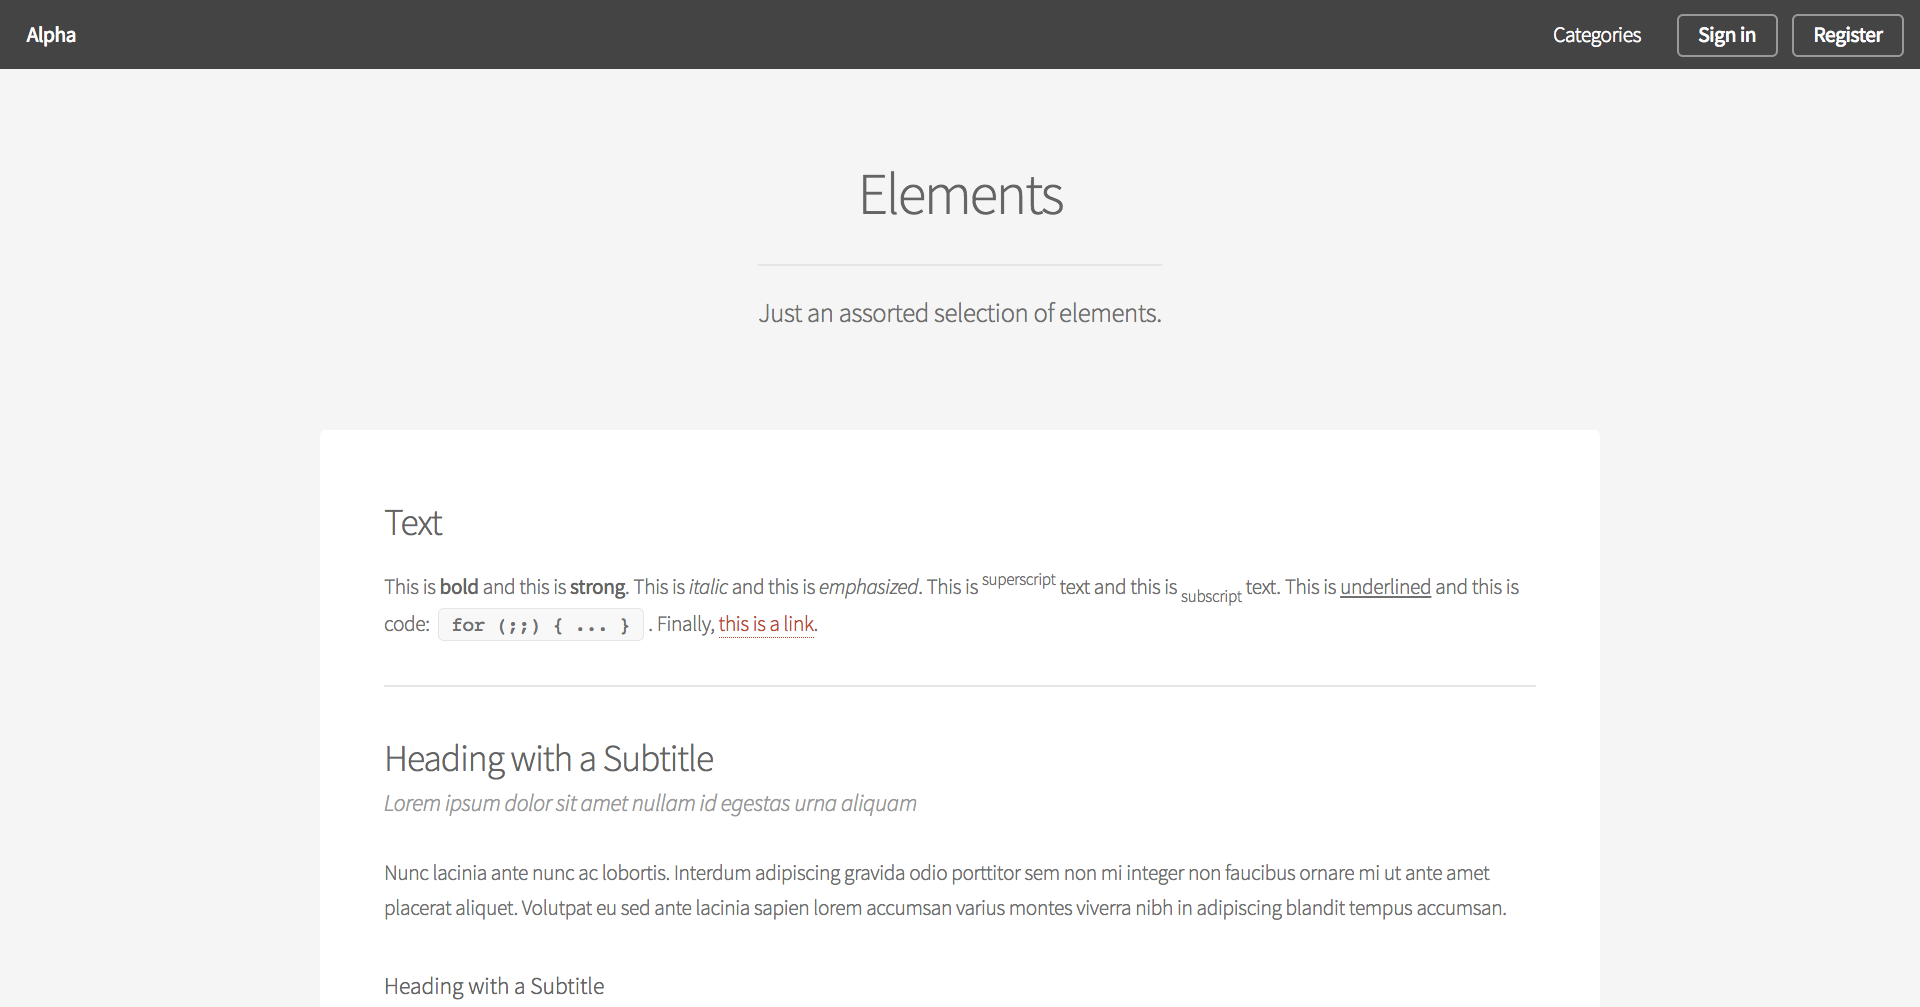 Alpha
Categories
Sign in
Register
Elements
Just an assorted selection of elements.
Text
This is bold and this is strong. This is italic and this is emphasized. This is superscript text and this is subscript text. This is underlined and this is
code: for (;;) { ... } . Finally, this is a link.
Heading with a Subtitle
Lorem ipsum dolor sit amet nullam id egestas urna aliquam
Nunc lacinia ante nunc ac lobortis. Interdum adipiscing gravida odio porttitor sem non mi integer non faucibus ornare mi ut ante amet
placerat aliquet. Volutpat eu sed ante lacinia sapien lorem accumsan varius montes viverra nibh in adipiscing blandit tempus accumsan.
Heading with a Subtitle